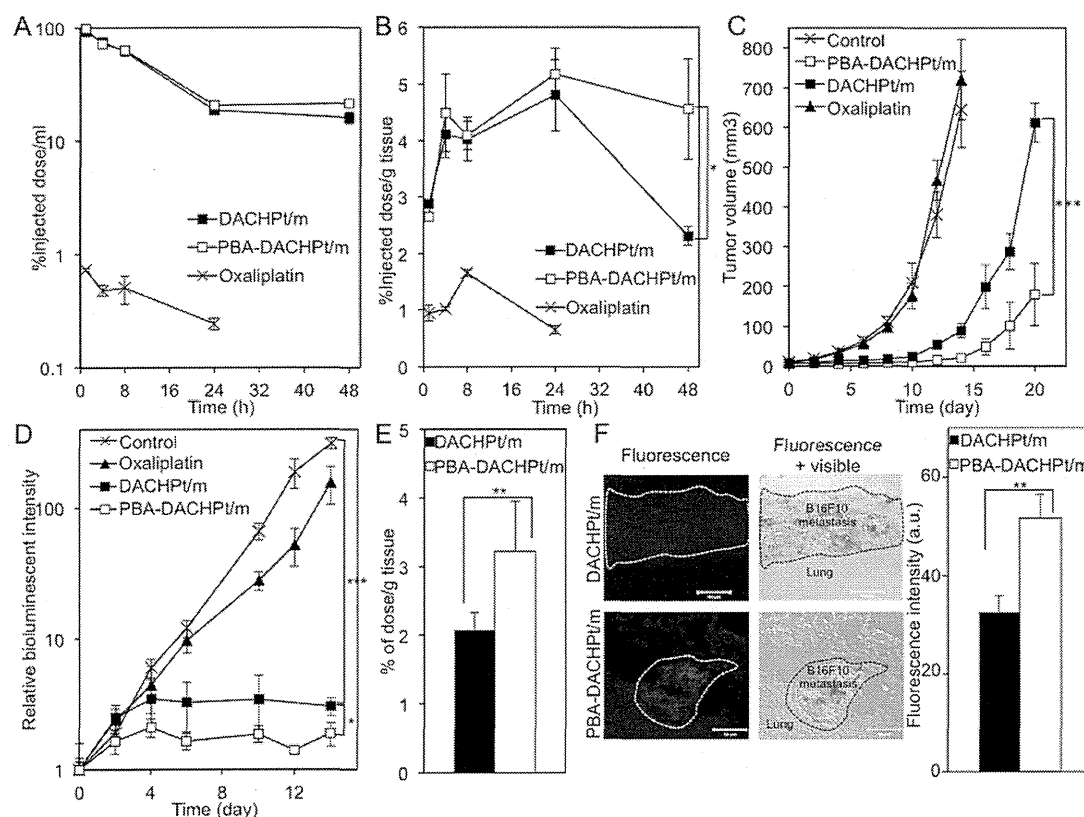 A
%injected dose/ml
100
10
1
0.1
DACHPt/m
PBA-DACHPt/m
Oxaliplatin
0 8 16 24 32 40 48
Time (h)
B
%Injected dose/g tissue
6
5
4
3
2
1
0
*
DACHPt/m
PBA-DACHPt/m
Oxaliplatin
0 8 16 24 32 40 48
Time (h)
C
Tumor volume (mm3)
800
700
600
500
400
300
200
100
0
Control
PBA-DACHPt/m
DACHPt/m
Oxaliplatin
***
0 5 10 15 20
Time (day)
D
Relative bioluminescent intensity
100
10
1
Control
Oxaliplatin
DACHPt/m
PBA-DACHPt/m
***
*
0 4 8 12
Time (day)
E
% of dose/g tissue
5
4
3
2
1
0
DACHPt/m
PBA-DACHPt/m
**
F
Fluorescence
Fluorescence
+ visible
DACHPt/m
B16F10
metastasis
Lung
PBA-DACHPt/m
B16F10
metastasis
Lung
Fluorescence intensity (a.u.)
60
40
20
0
DACHPt/m
PBA-DACHPt/m
**